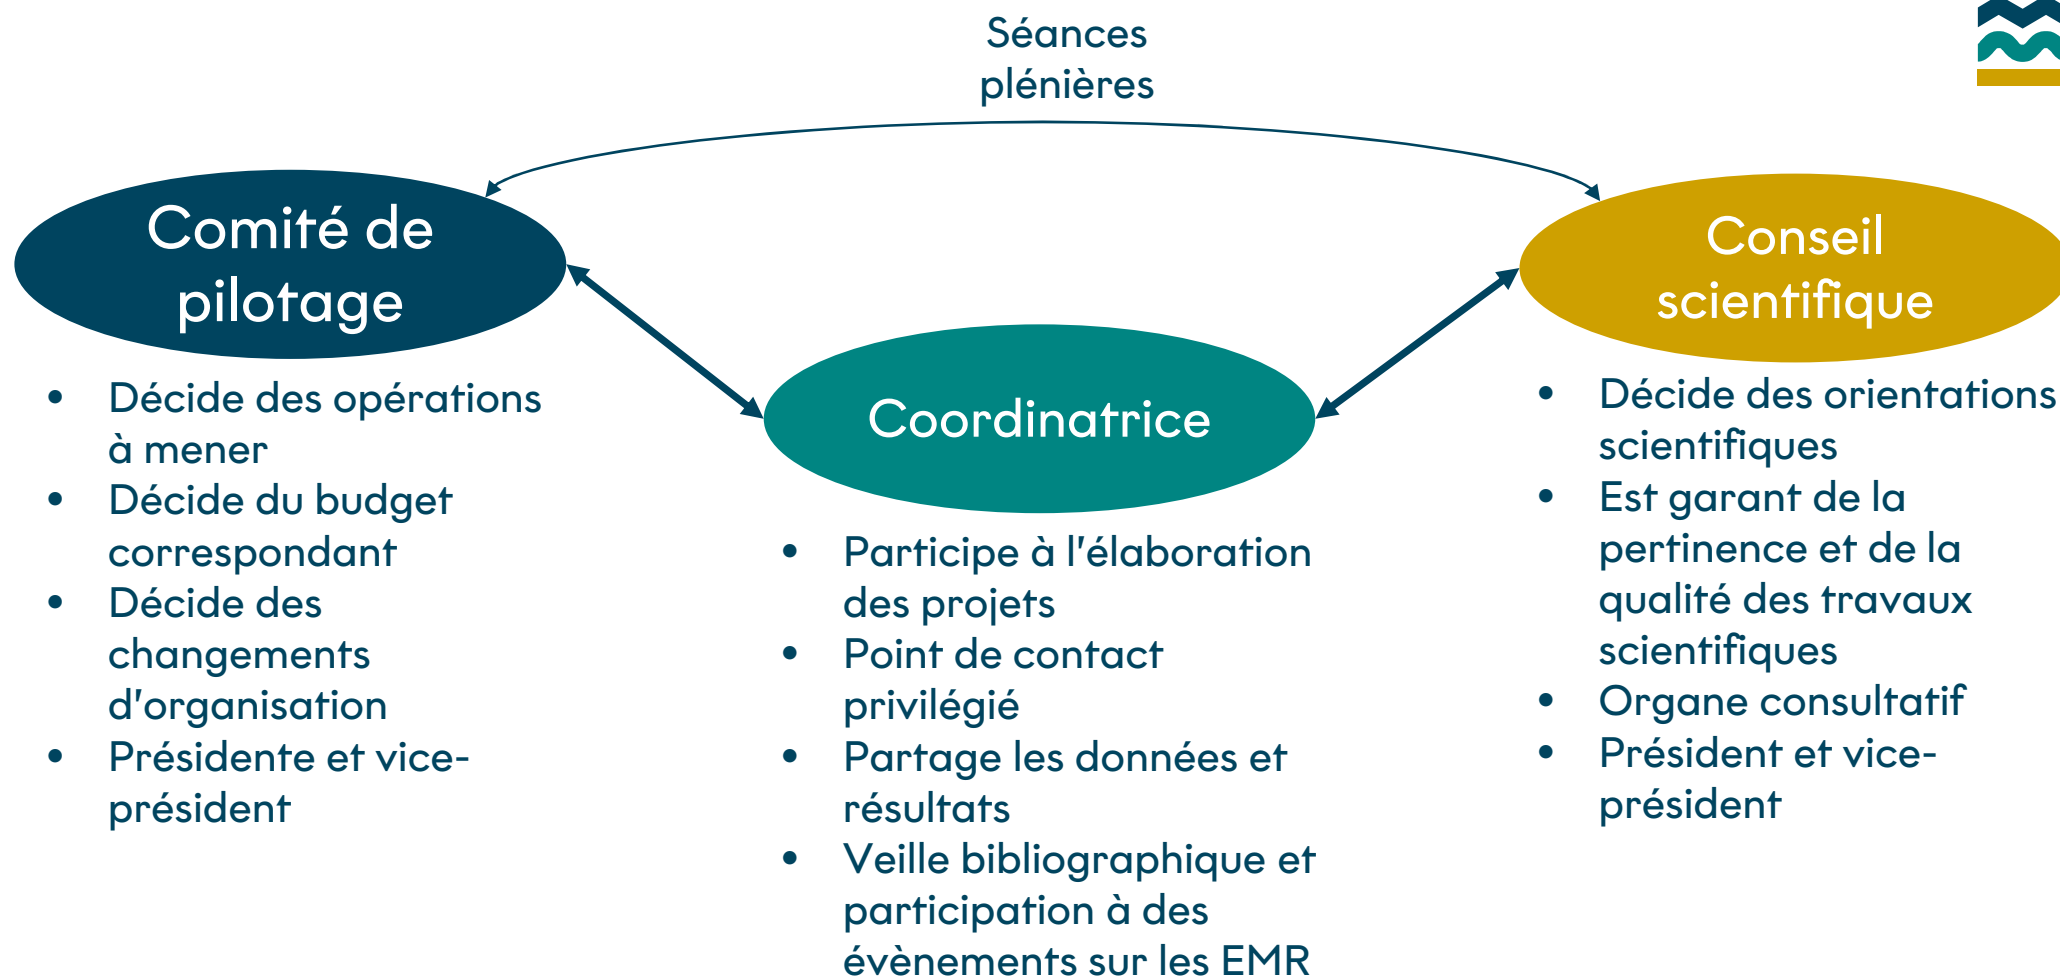 Séances
plénières
Comité de
pilotage
Conseil
scientifique
Coordinatrice
• Décide des opérations
à mener
• Décide du budget
correspondant
• Décide des
changements
d'organisation
• Présidente et vice-
président
• Participe à l'élaboration
des projets
• Point de contact
privilégié
• Partage les données et
résultats
• Veille bibliographique et
participation à des
évènements sur les EMR
• Décide des orientations
scientifiques
• Est garant de la
pertinence et de la
qualité des travaux
scientifiques
• Organe consultatif
• Président et vice-
président